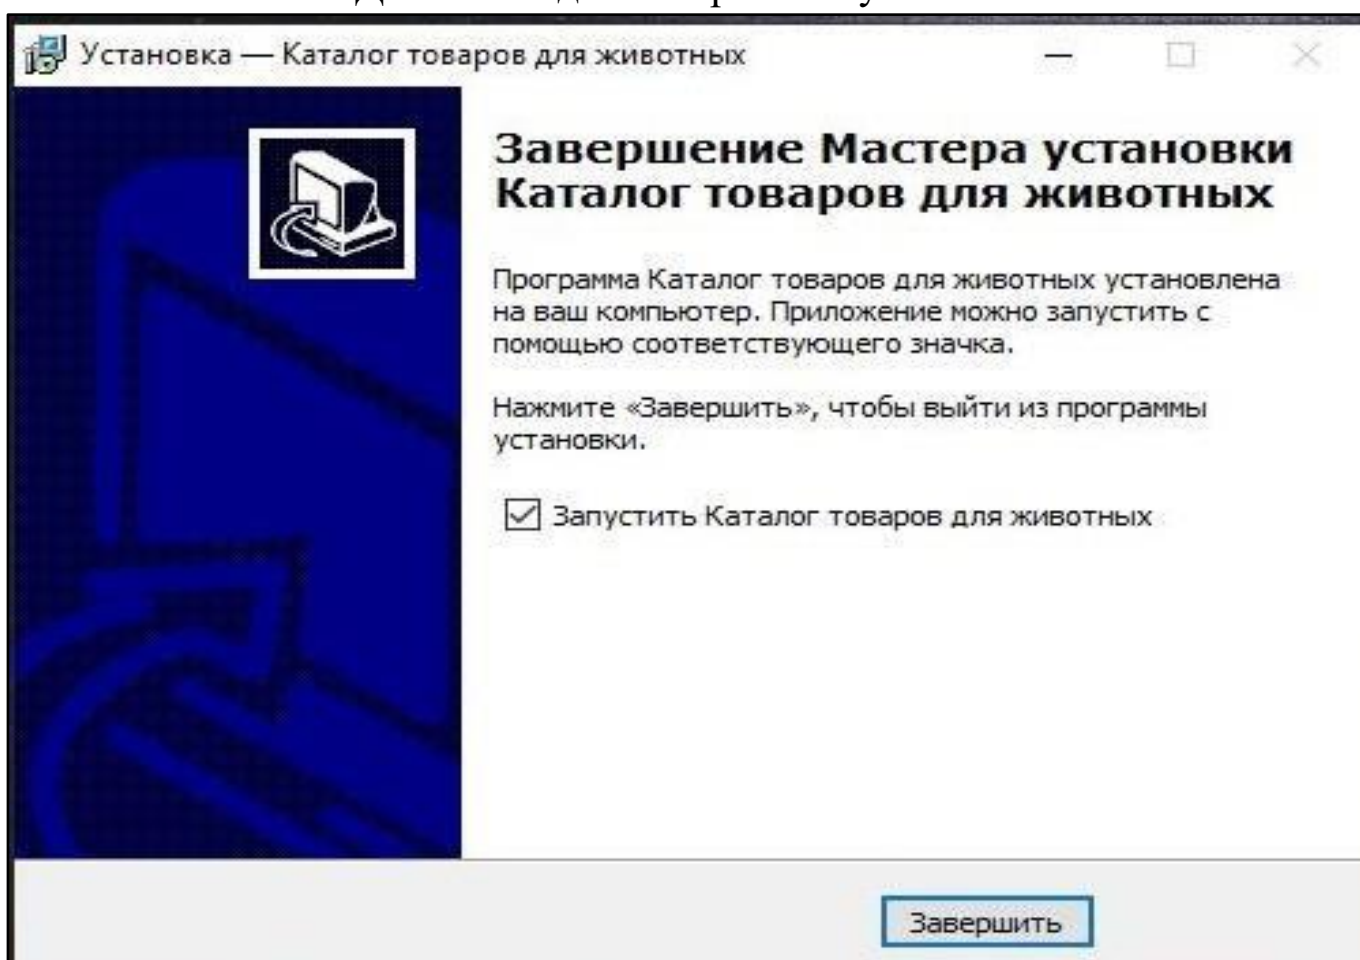 Установка — Каталог товаров для животных
Завершение Мастера установки
Каталог товаров для животных
Программа Каталог товаров для животных установлена
на ваш компьютер. Приложение можно запустить с
помощью соответствующего значка.
Нажмите «Завершить», чтобы выйти из программы
установки.
Запустить Каталог товаров для животных
Завершить